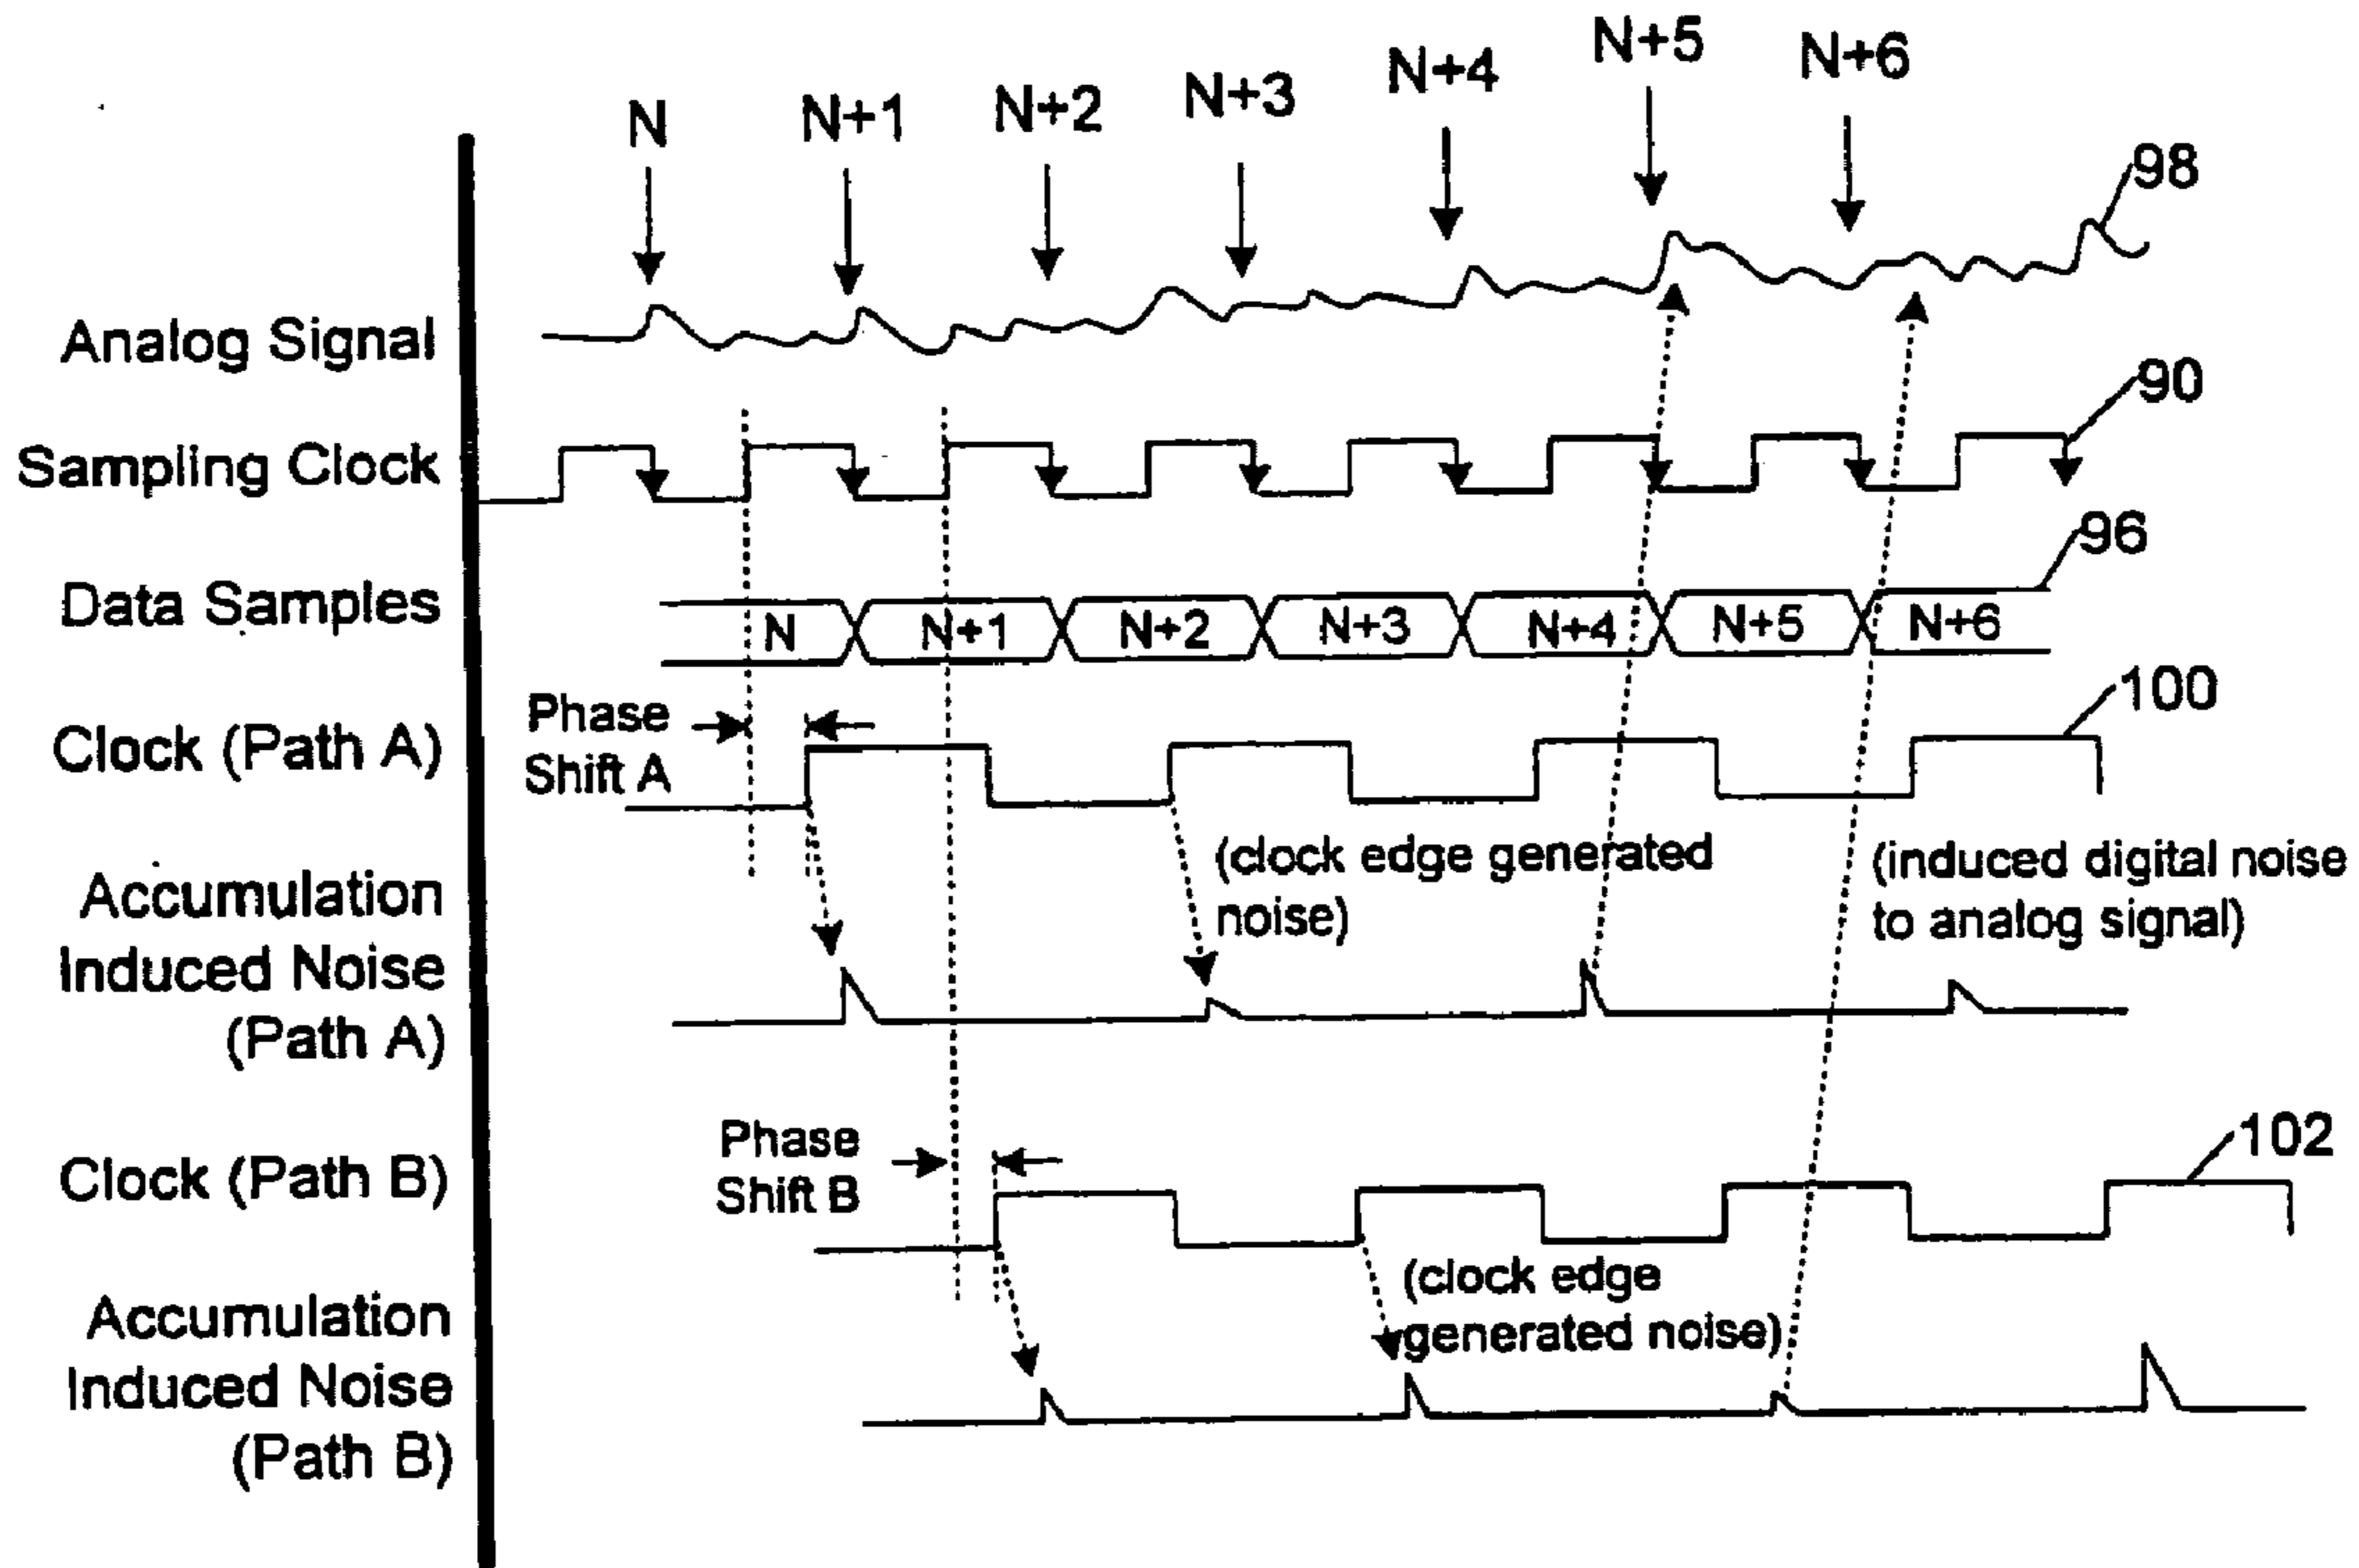 N
N+1
N+2
N+3
N+4
N+5
N+6
98
Analog Signal
90
Sampling Clock
96
Data Samples
N
N+1
N+2
N+3
N+4
N+5
N+6
100
Phase
Shift A
Clock (Path A)
(clock edge generated
noise)
(induced digital noise
to analog signal)
Accumulation
Induced Noise
(Path A)
Phase
Shift B
102
Clock (Path B)
(clock edge
generated noise)
Accumulation
Induced Noise
(Path B)